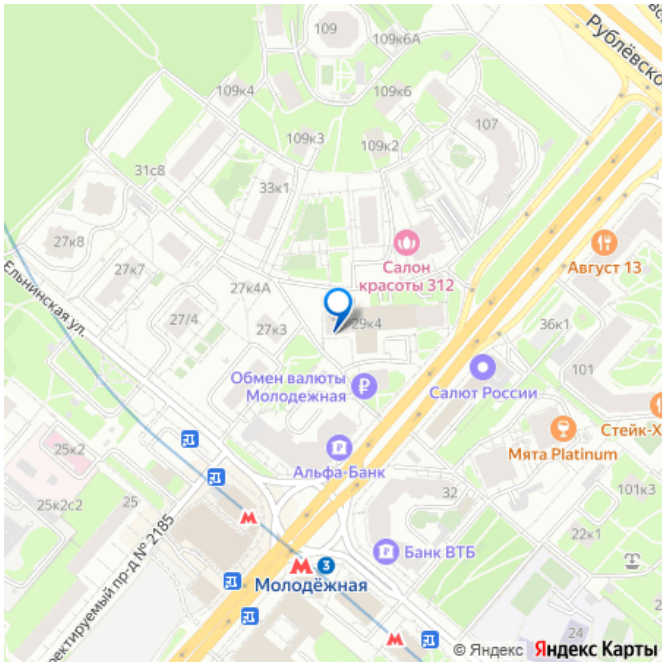 109
109к6А
Рублёвско
109к4
109к6
107
109к3
109к2
31с8
33к1
27к8
Салон
красоты 312
Август 13
27к7
Ельнинская ул.
27к4А
27/4
27к3
29к4
36к1
101
Обмен валюты
Молодежная
Салют России
Стейк-Х
Мята Platinum
25к2
Альфа-Банк
25к2с2
25
32
101к3
22к1
ректируемый пр-д № 2185
Банк ВТБ
3
Молодёжная
24
© Яндекс Яндекс Карты